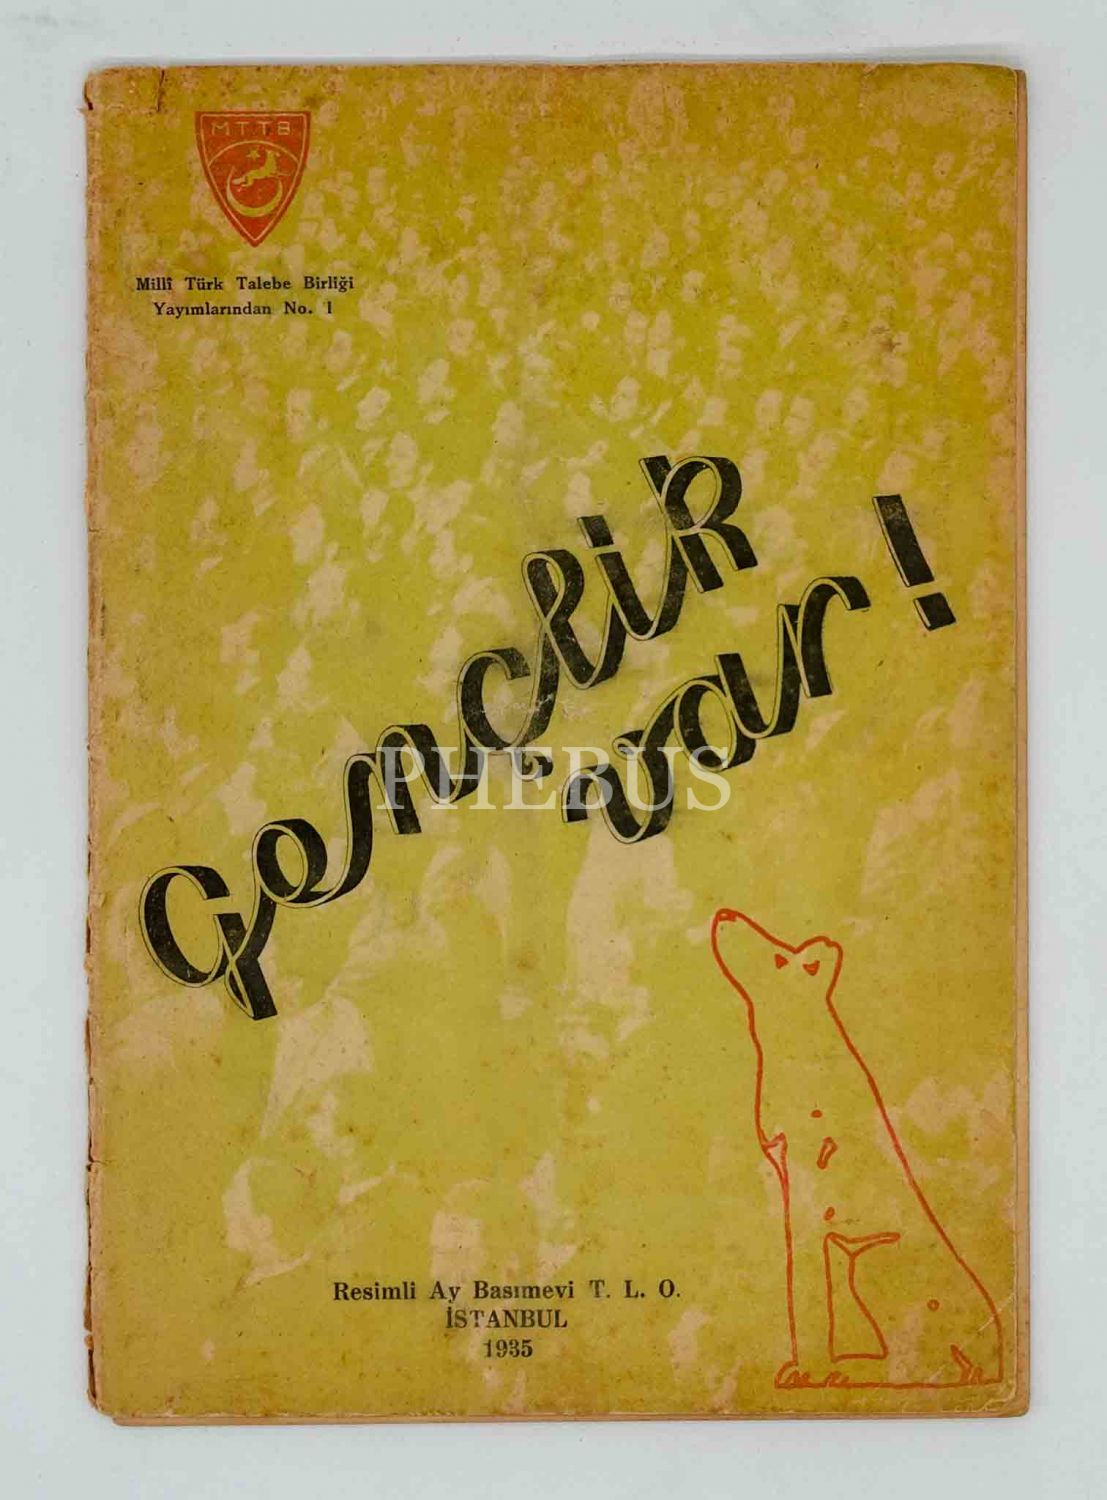 MTTB
Millî Türk Talebe Birliği
Yayımlarından No. 1
Gençlik
var!
PHEBUS
Resimli Ay Basımevi T. L. O.
İSTANBUL
1935